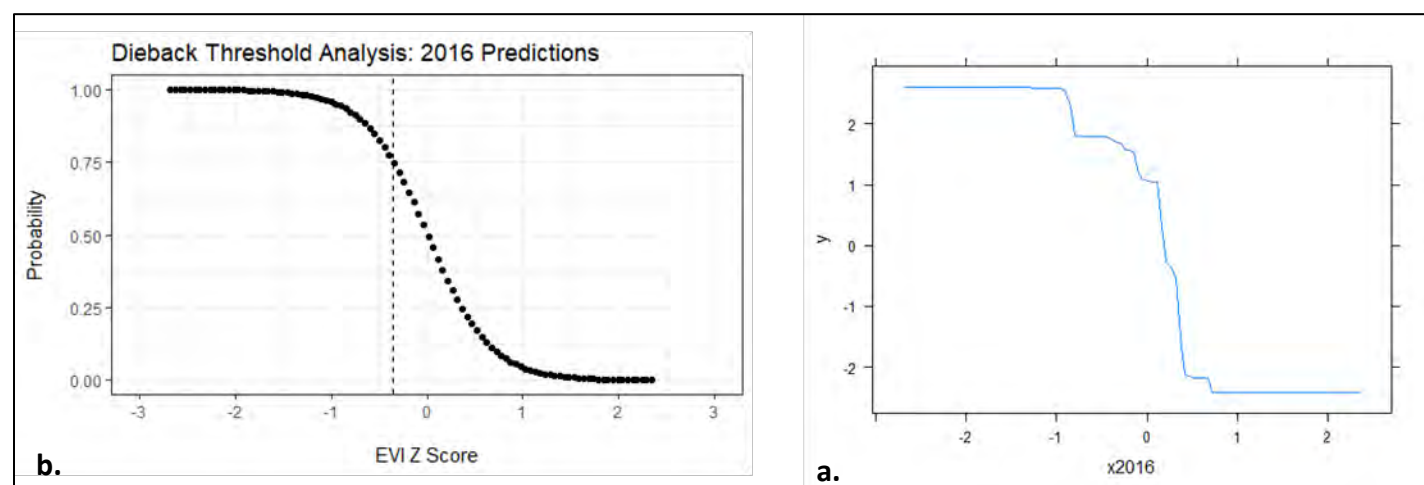 Dieback Threshold Analysis: 2016 Predictions
1.00
0.75
0.50
0.25
0.00
Probability
-3 -2 -1 0 1 2 3
EVI Z Score
b.
2
1
0
-1
-2
y
-2 -1 0 1 2
x2016
a.